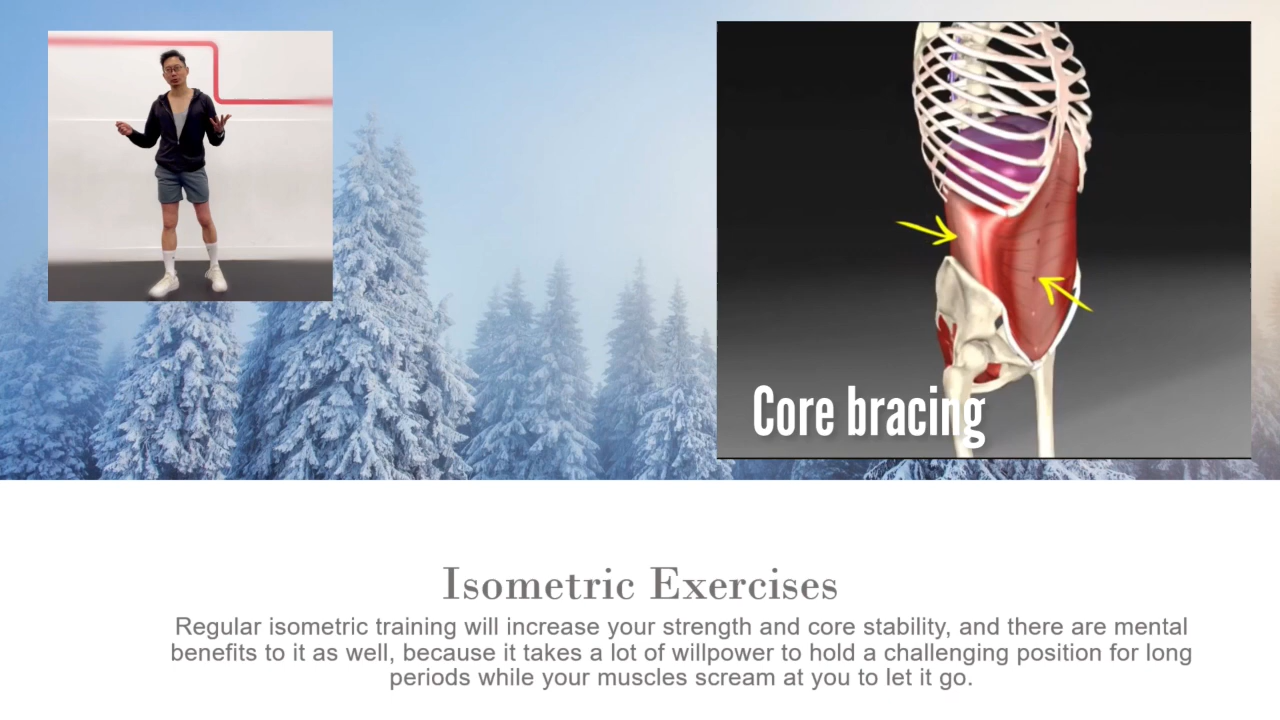 Core bracing
Isometric Exercises
Regular isometric training will increase your strength and core stability, and there are mental
benefits to it as well, because it takes a lot of willpower to hold a challenging position for long
periods while your muscles scream at you to let it go.